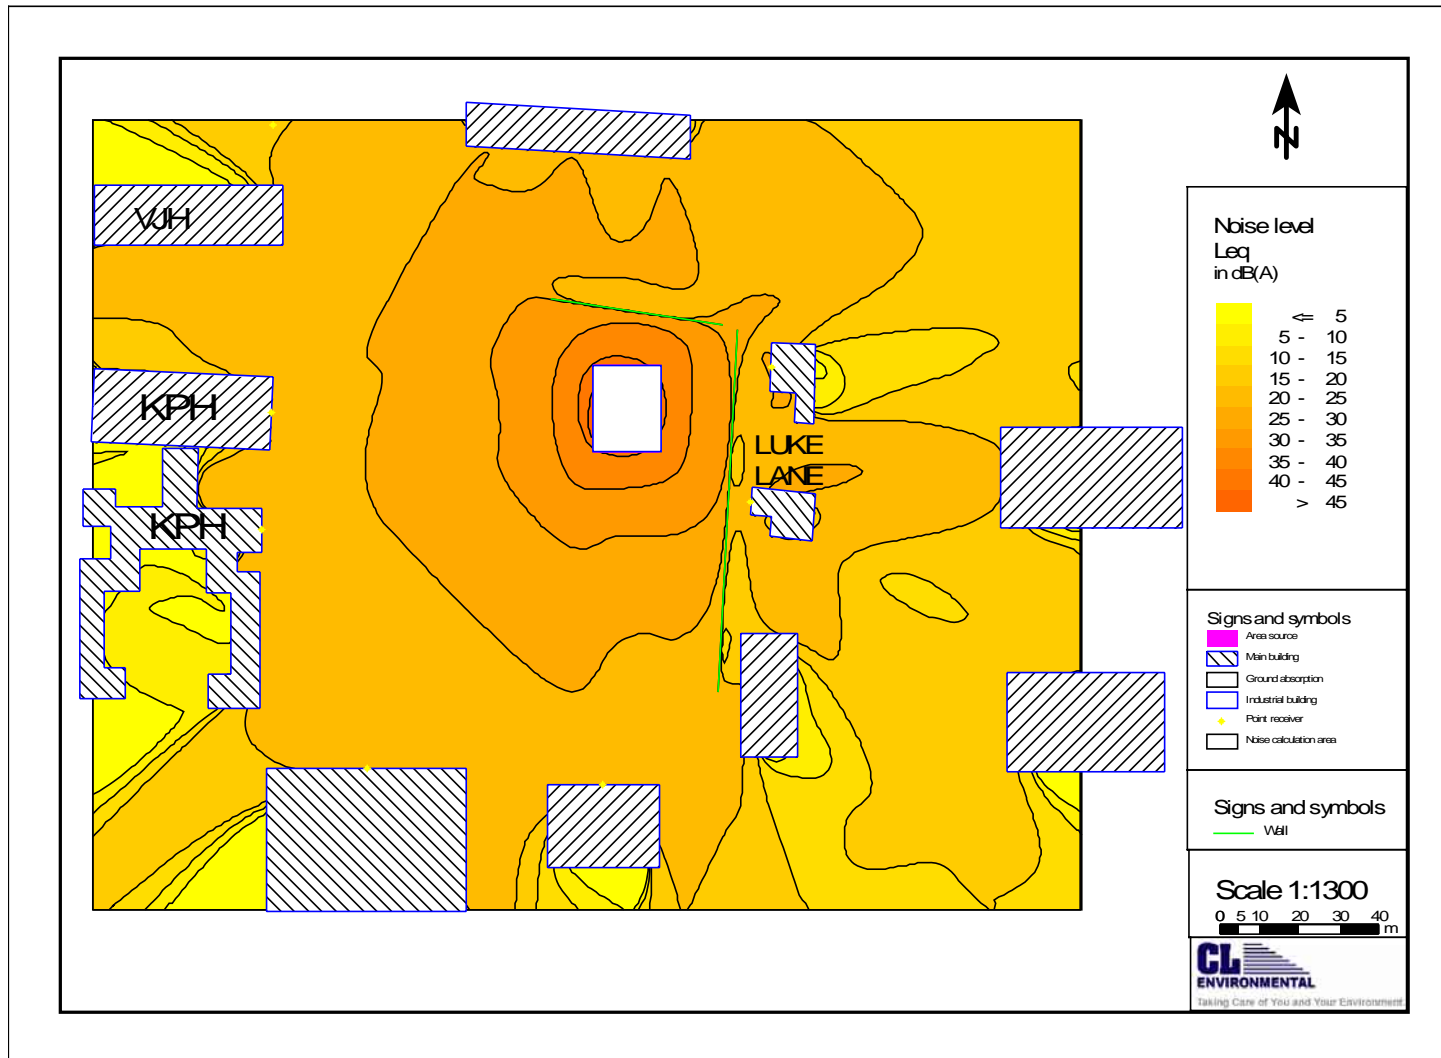 N
VJH
KPH
KPH
LUKE
LANE
Noise level
Leq
in dB(A)
⇐ 5
5 - 10
10 - 15
15 - 20
20 - 25
25 - 30
30 - 35
35 - 40
40 - 45
> 45
Signs and symbols
Area source
Main building
Ground absorption
Industrial building
Point receiver
Noise calculation area
Signs and symbols
Wall
Scale 1:1300
0 5 10 20 30 40
m
CL
ENVIRONMENTAL
Taking Care of You and Your Environment.